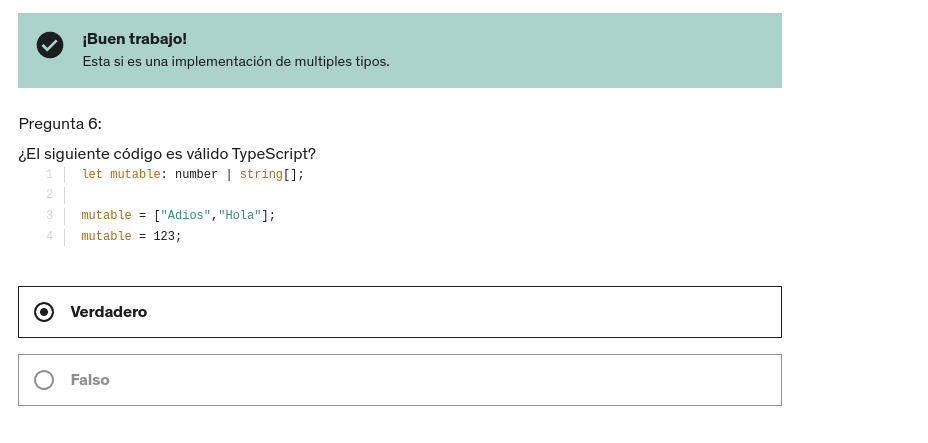 ¡Buen trabajo!
Esta si es una implementación de multiples tipos.
Pregunta 6:
¿El siguiente código es válido TypeScript?
1 let mutable: number | string[];
2
3 mutable = ["Adios","Hola"];
4 mutable = 123;
Verdadero
Falso